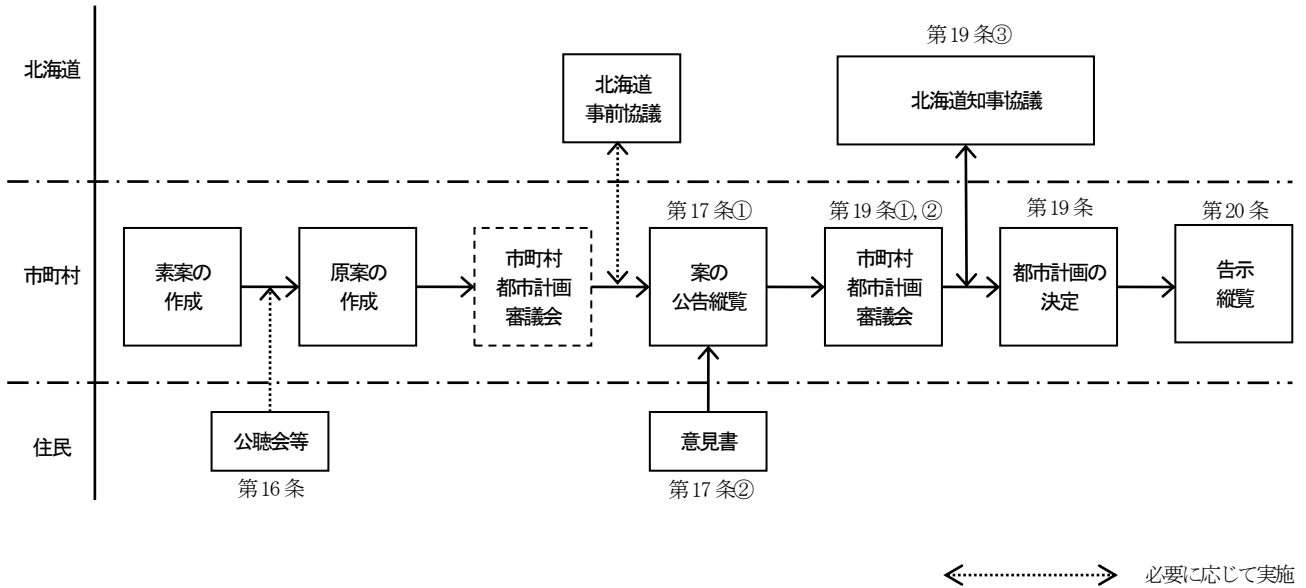 第19条③
北海道
北海道
事前協議
北海道知事協議
第17条①
第19条①,②
第19条
第20条
市町村
素案の
作成
原案の
作成
市町村
都市計画
審議会
案の
公告縦覧
市町村
都市計画
審議会
都市計画の
決定
告示
縦覧
住民
公聴会等
第16条
意見書
第17条②
必要に応じて実施